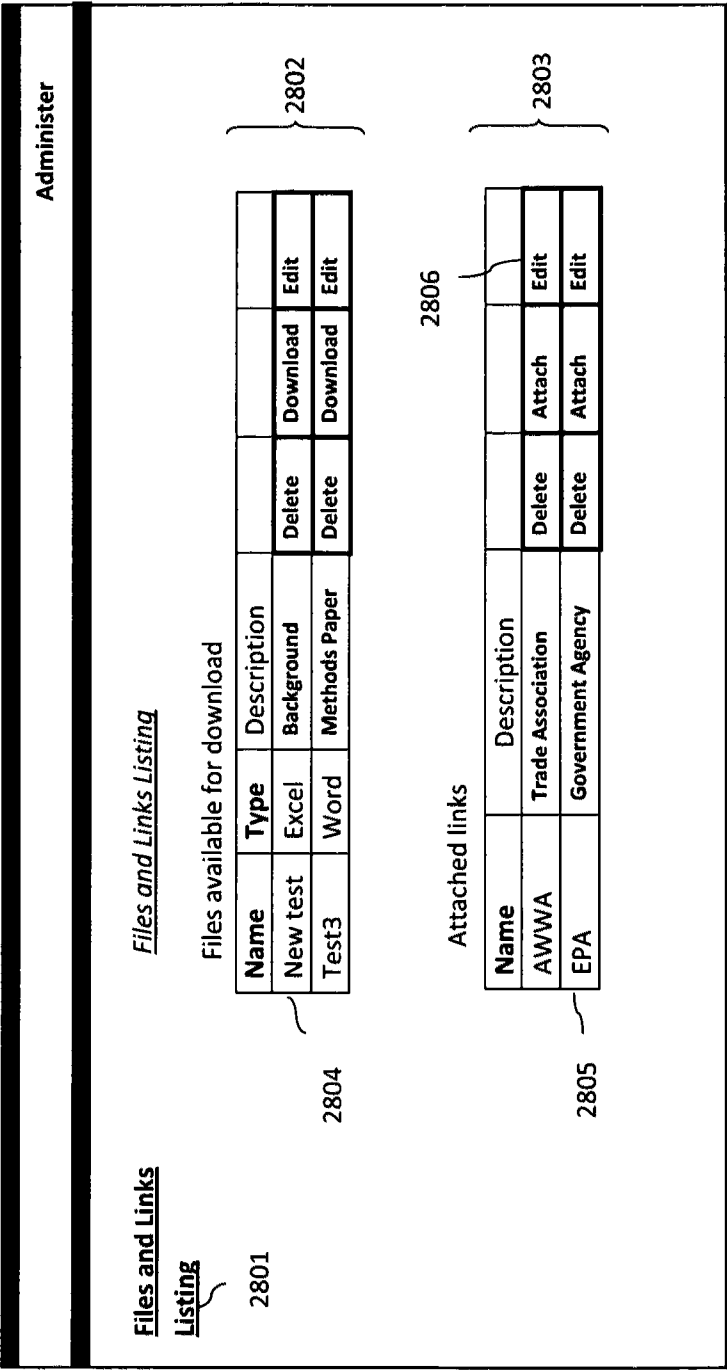 Administer
Files and Links
Listing
2801
Files and Links Listing
Files available for download
Name Type Description
New test Excel Background Delete Download Edit
Test3 Word Methods Paper Delete Download Edit
2802
2804
Attached links
2806
Name Description
AWWA Trade Association Delete Attach Edit
EPA Government Agency Delete Attach Edit
2803
2805